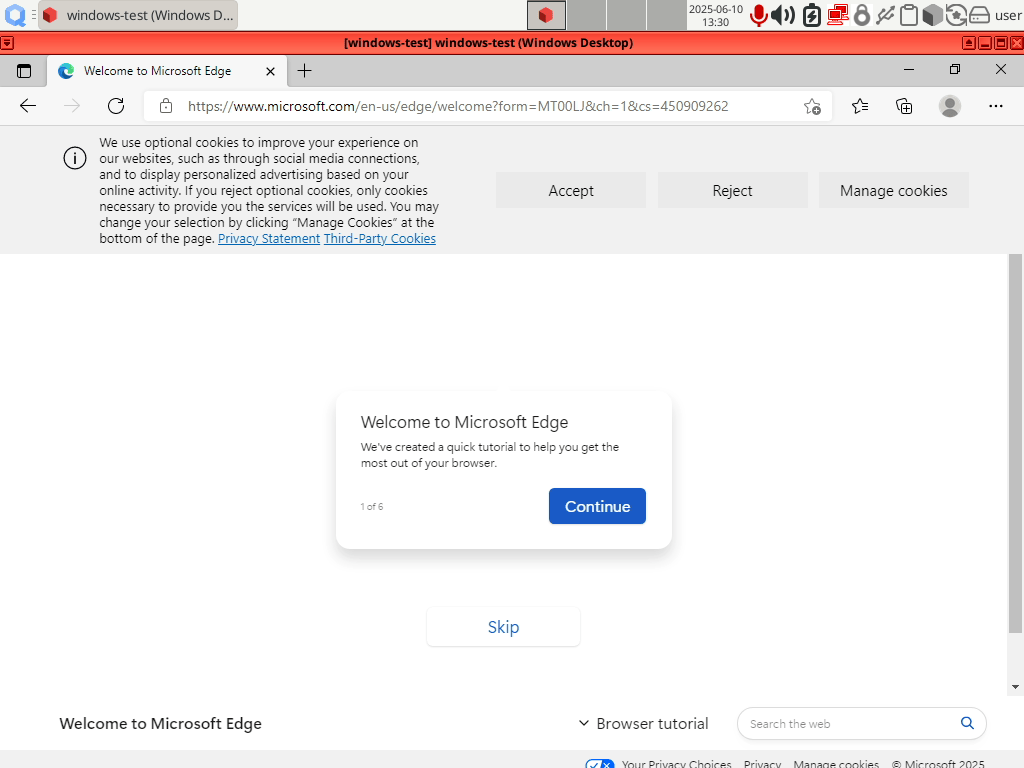 windows-test (Windows D...
2025-06-10
13:30
user
[windows-test] windows-test (Windows Desktop)
Welcome to Microsoft Edge
https://www.microsoft.com/en-us/edge/welcome?form=MT00LJ&ch=1&cs=450909262
We use optional cookies to improve your experience on
our websites, such as through social media connections,
and to display personalized advertising based on your
online activity. If you reject optional cookies, only cookies
necessary to provide you the services will be used. You may
change your selection by clicking “Manage Cookies” at the
bottom of the page. Privacy Statement Third-Party Cookies
Accept
Reject
Manage cookies
Welcome to Microsoft Edge
We've created a quick tutorial to help you get the
most out of your browser.
1 of 6
Continue
Skip
Welcome to Microsoft Edge
Browser tutorial
Search the web
Your Privacy Choices Privacy Manage cookies © Microsoft 2025